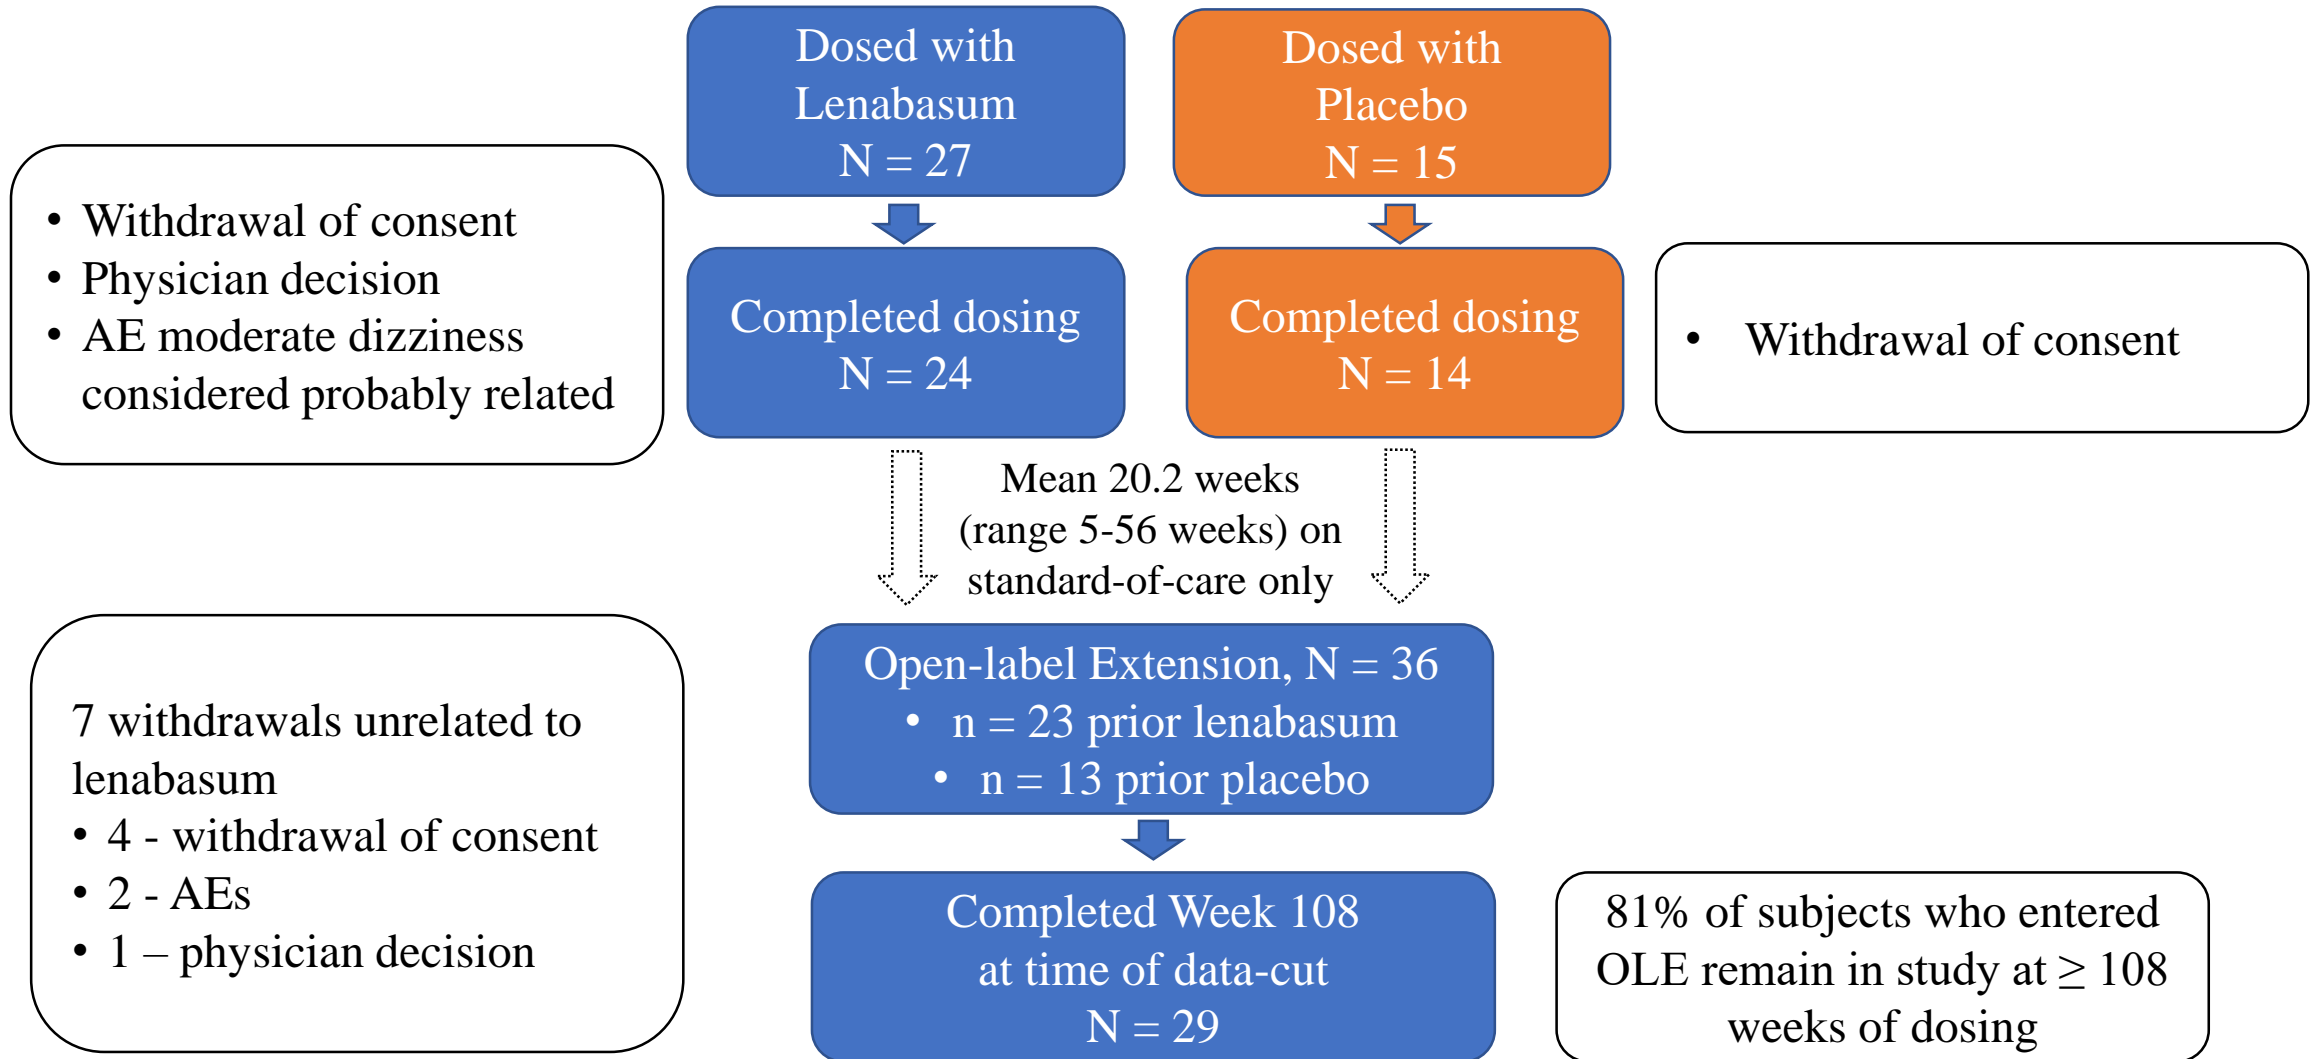 Dosed with
Lenabasum
N = 27
Dosed with
Placebo
N = 15
• Withdrawal of consent
• Physician decision
• AE moderate dizziness
considered probably related
Completed dosing
N = 24
Completed dosing
N = 14
• Withdrawal of consent
Mean 20.2 weeks
(range 5-56 weeks) on
standard-of-care only
Open-label Extension, N = 36
• n = 23 prior lenabasum
• n = 13 prior placebo
7 withdrawals unrelated to
lenabasum
• 4 - withdrawal of consent
• 2 - AEs
• 1 – physician decision
Completed Week 108
at time of data-cut
N = 29
81% of subjects who entered
OLE remain in study at ≥ 108
weeks of dosing